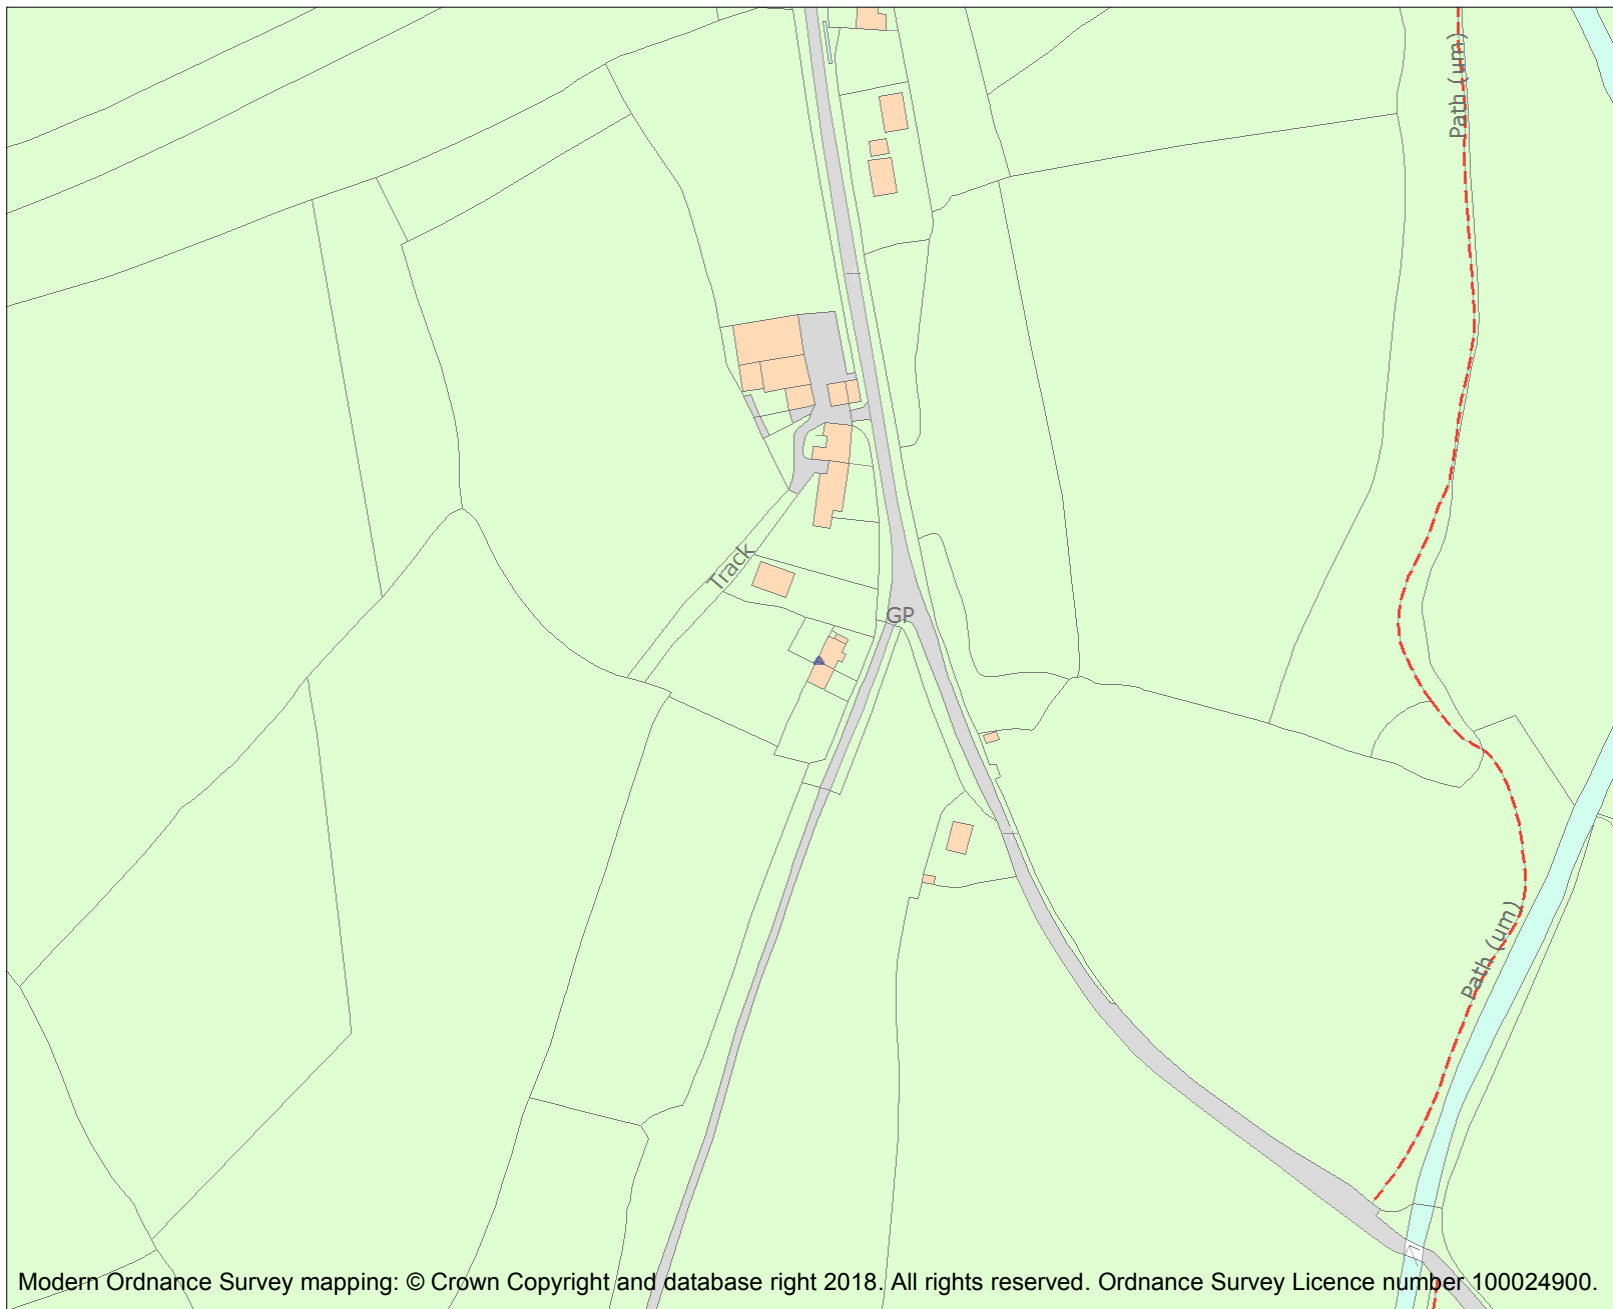 Path (um)
Track
GP
Path (um)
Modern Ordnance Survey mapping: © Crown Copyright and database right 2018. All rights reserved. Ordnance Survey Licence number 100024900.